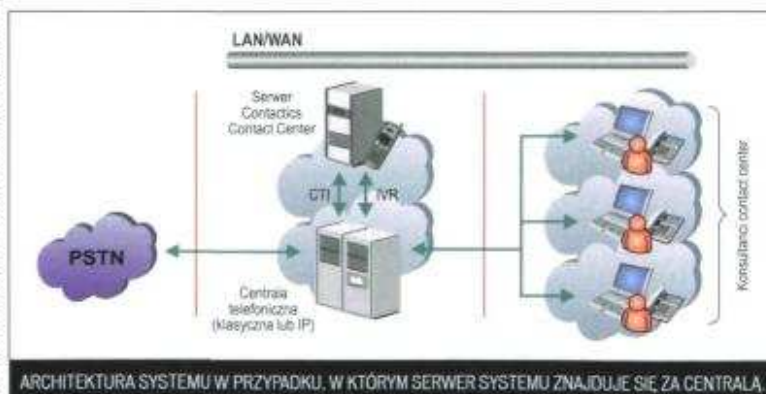 LAN/WAN
Serwer
Contactics
Contact Center
CTI
IVR
PSTN
Centrala
telefoniczna
(klasyczna lub IP)
Konsultanci contact center
ARCHITEKTURA SYSTEMU W PRZYPADKU, W KTÓRYM SERWER SYSTEMU ZNAJDUJE SIĘ ZA CENTRALĄ.